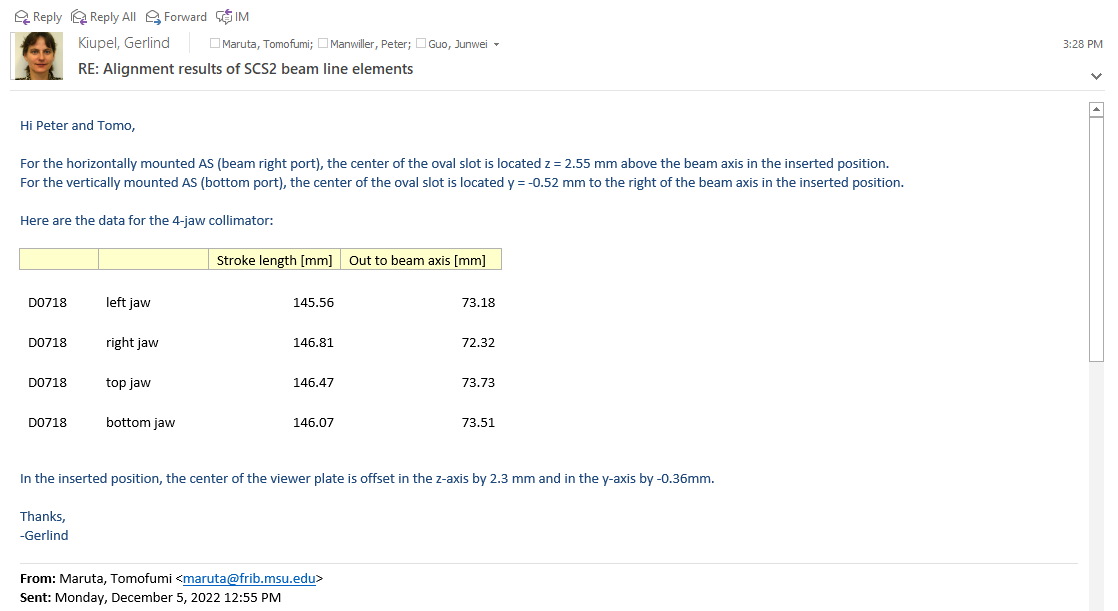 Reply Reply All Forward IM
Kiupel, Gerlind Maruta, Tomofumi; Manwiller, Peter; Guo, Junwei 3:28 PM
RE: Alignment results of SCS2 beam line elements
Hi Peter and Tomo,
For the horizontally mounted AS (beam right port), the center of the oval slot is located z = 2.55 mm above the beam axis in the inserted position.
For the vertically mounted AS (bottom port), the center of the oval slot is located y = -0.52 mm to the right of the beam axis in the inserted position.
Here are the data for the 4-jaw collimator:
Stroke length [mm] Out to beam axis [mm]
D0718 left jaw 145.56 73.18
D0718 right jaw 146.81 72.32
D0718 top jaw 146.47 73.73
D0718 bottom jaw 146.07 73.51
In the inserted position, the center of the viewer plate is offset in the z-axis by 2.3 mm and in the y-axis by -0.36mm.
Thanks,
-Gerlind
From: Maruta, Tomofumi <maruta@frib.msu.edu>
Sent: Monday, December 5, 2022 12:55 PM